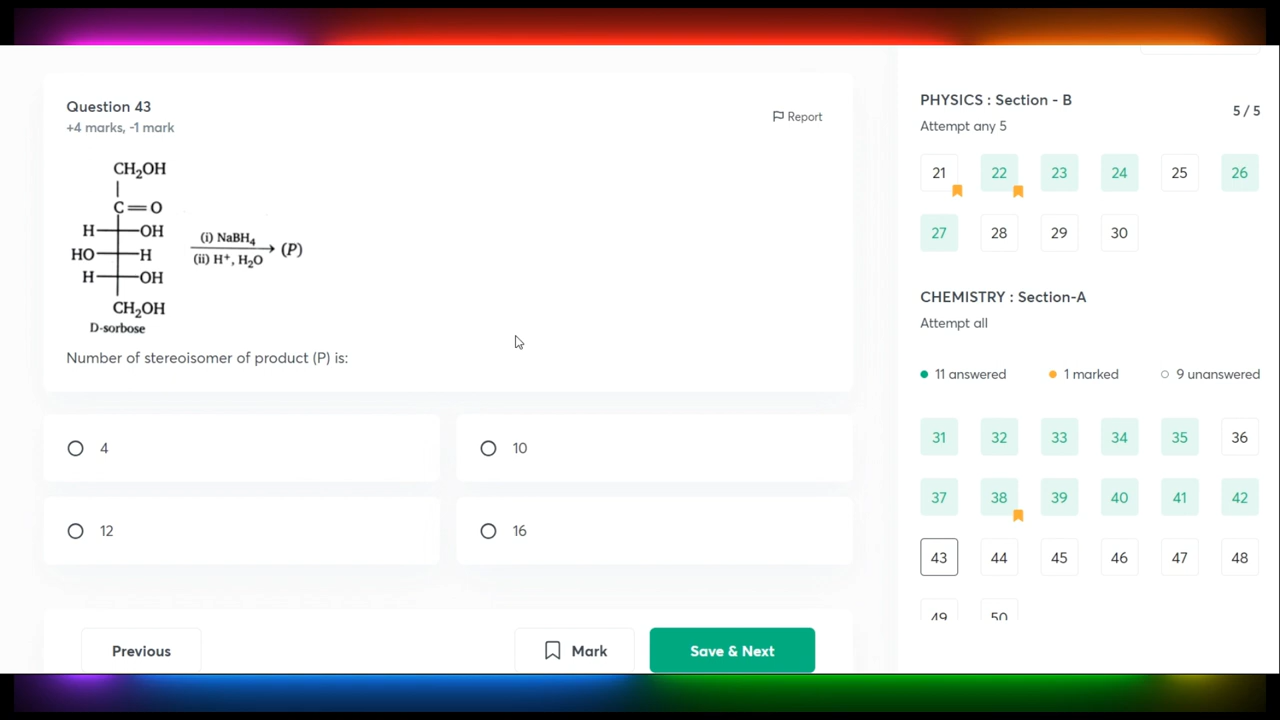 Question 43
+4 marks, -1 mark
Report
CH₂OH
C=O
H OH
HO H
H OH
CH₂OH
D-sorbose
(i) NaBH₄
(ii) H⁺, H₂O
(P)
Number of stereoisomer of product (P) is:
4
10
12
16
Previous
Mark
Save & Next
PHYSICS : Section - B
5 / 5
Attempt any 5
21 22 23 24 25 26
27 28 29 30
CHEMISTRY : Section-A
Attempt all
11 answered 1 marked 9 unanswered
31 32 33 34 35 36
37 38 39 40 41 42
43 44 45 46 47 48
49 50